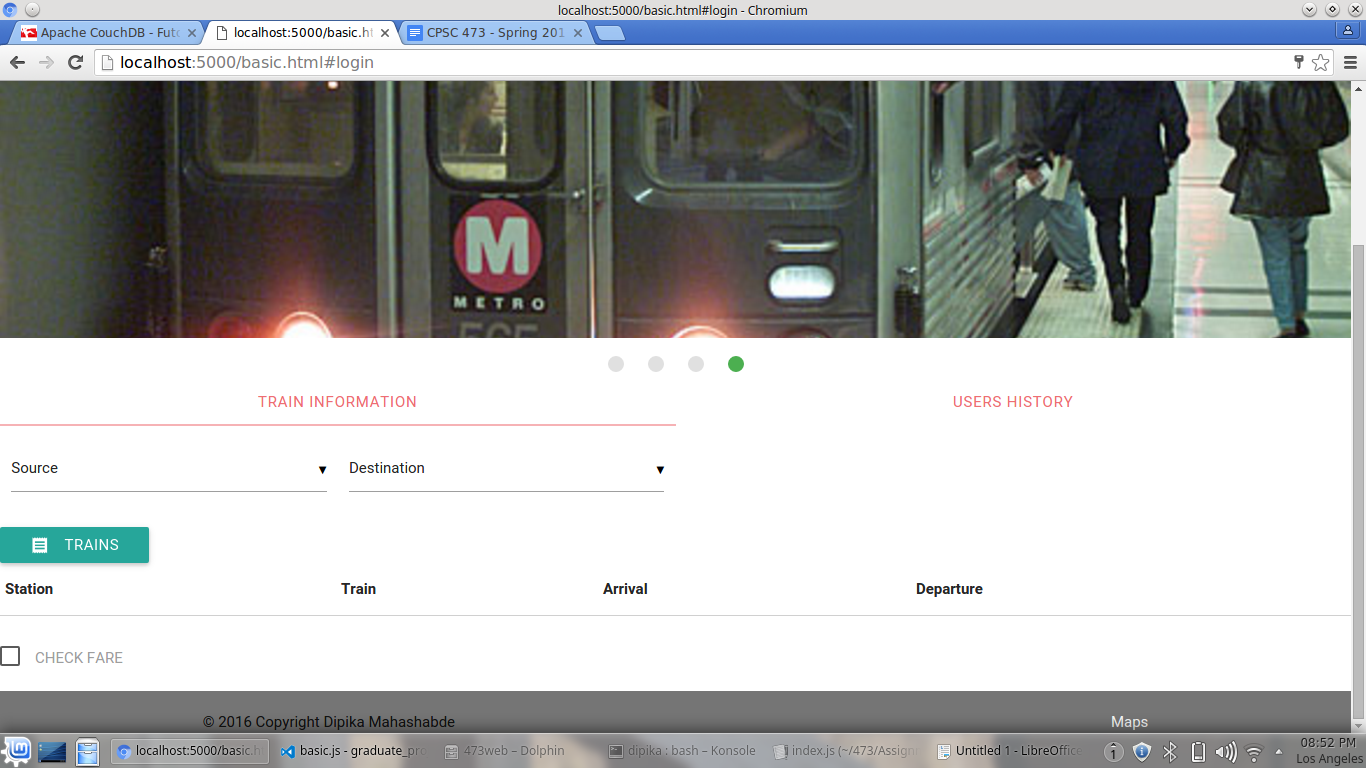 localhost:5000/basic.html#login - Chromium
Apache CouchDB - Futo
localhost:5000/basic.ht
CPSC 473 - Spring 201
localhost:5000/basic.html#login
M
METRO
TRAIN INFORMATION
USERS HISTORY
Source
Destination
TRAINS
Station Train Arrival Departure
CHECK FARE
© 2016 Copyright Dipika Mahashabde
Maps
localhost:5000/basic.h
basic.js - graduate_pro
473web – Dolphin
dipika : bash – Konsole
index.js (~/473/Assign
Untitled 1 - LibreOffice
1
08:52 PM
Los Angeles